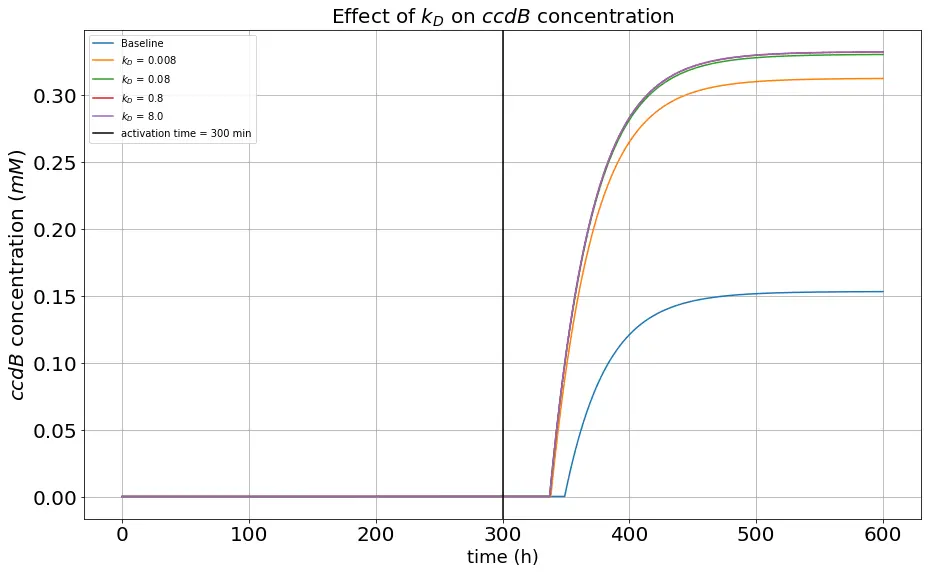 Effect of k_D on ccdB concentration
Baseline
k_D = 0.008
k_D = 0.08
k_D = 0.8
k_D = 8.0
activation time = 300 min
ccdB concentration (mM)
0.30
0.25
0.20
0.15
0.10
0.05
0.00
0 100 200 300 400 500 600
time (h)